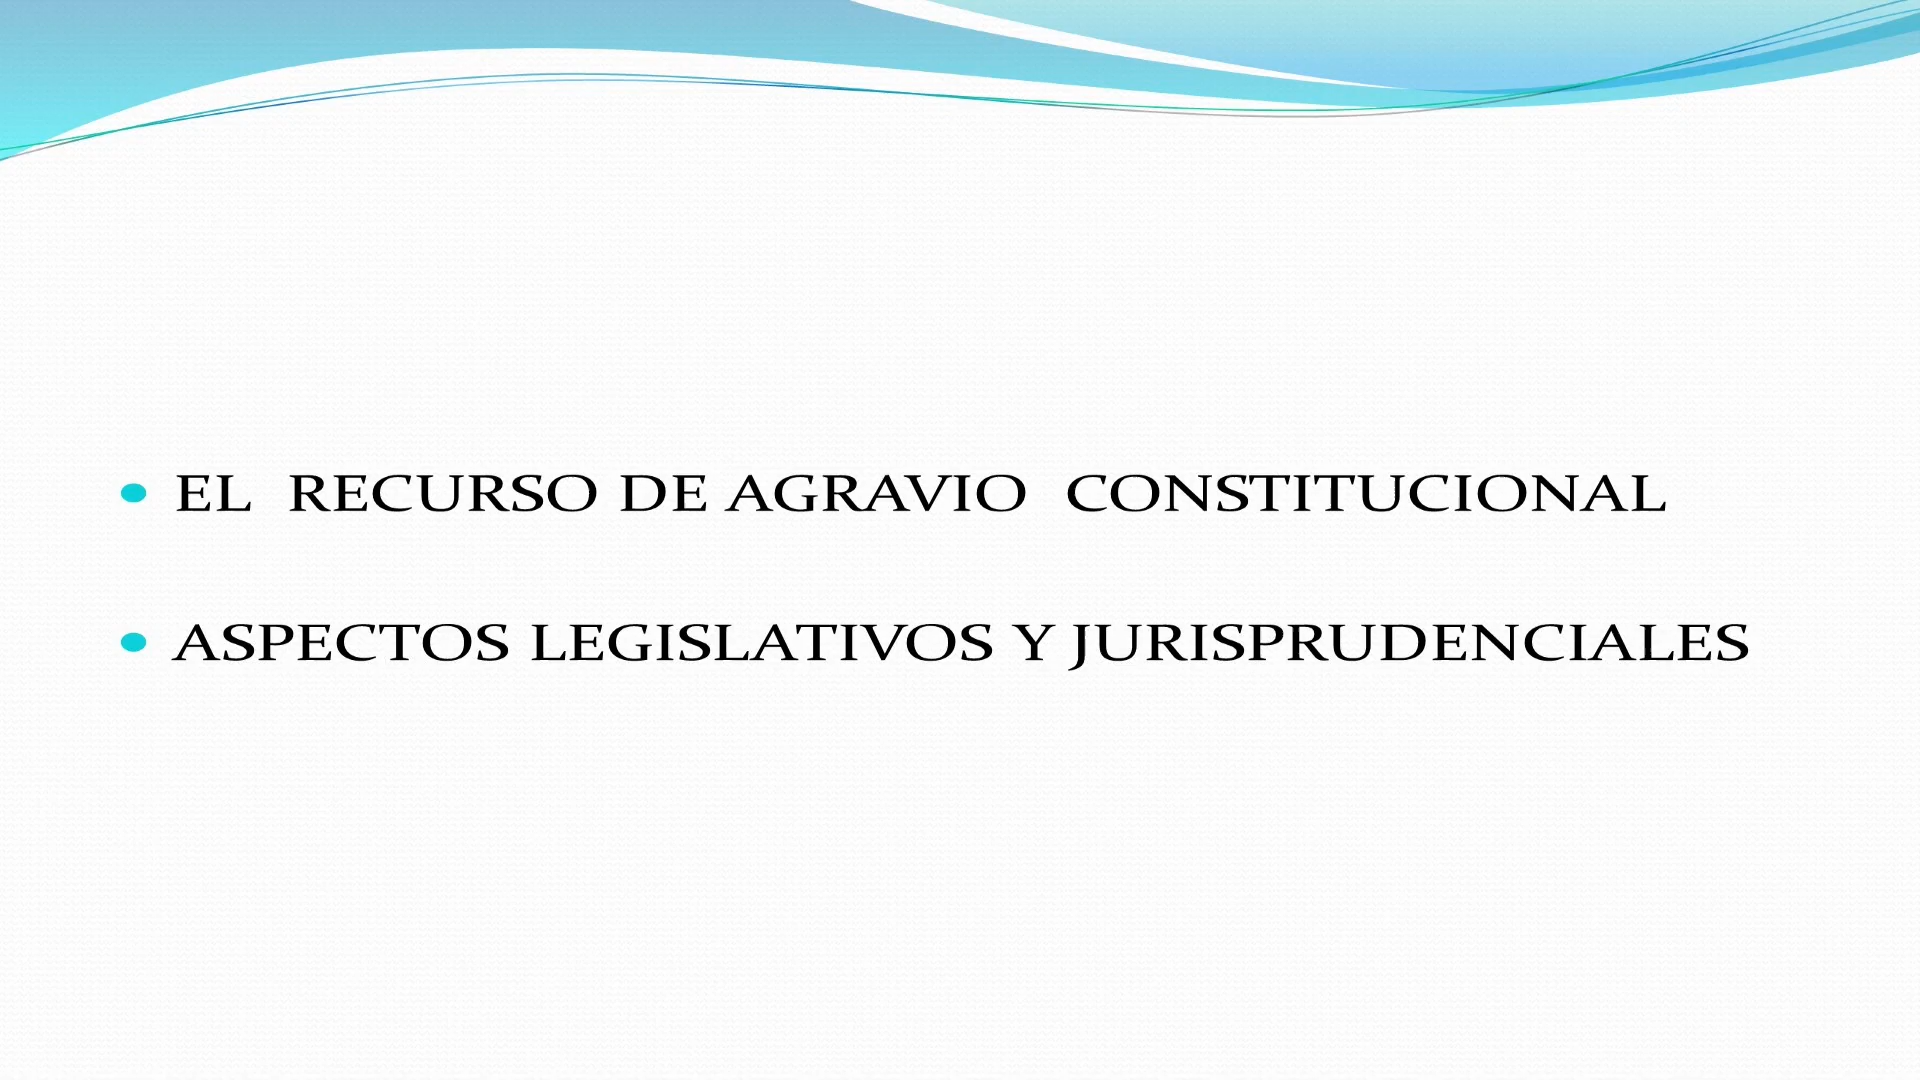 • EL  RECURSO DE AGRAVIO  CONSTITUCIONAL
• ASPECTOS LEGISLATIVOS Y JURISPRUDENCIALES